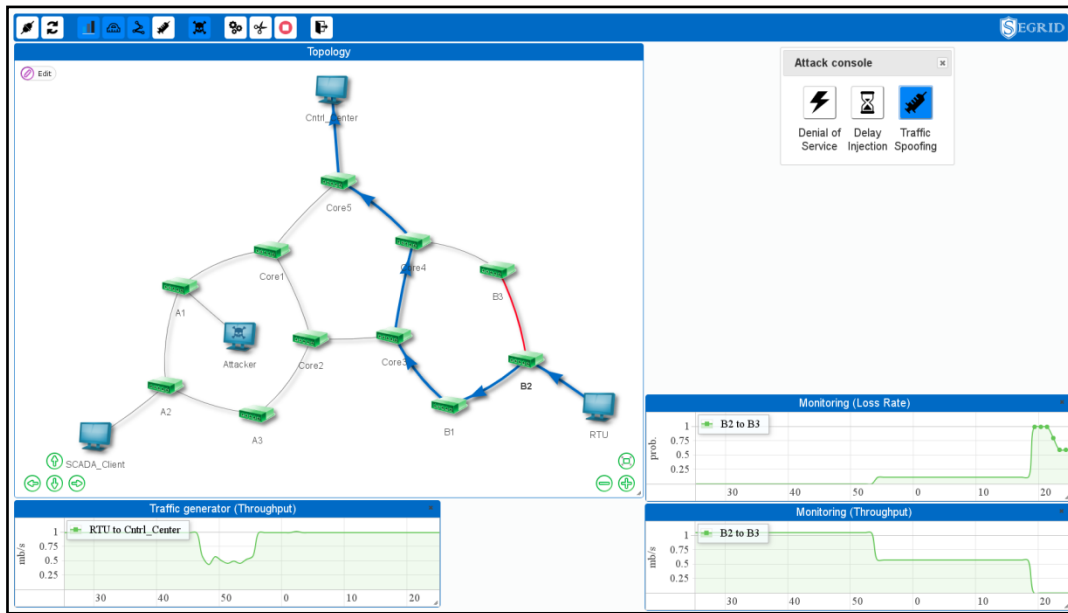 SEGRID
Topology
Edit
Cntrl_Center
Core5
Core4
Core1
B3
A1
Attacker
Core2
Core3
B2
A2
A3
B1
RTU
SCADA_Client
Attack console
Denial of
Service
Delay
Injection
Traffic
Spoofing
Monitoring (Loss Rate)
B2 to B3
prob.
1
0.75
0.5
0.25
30
40
50
0
10
20
Traffic generator (Throughput)
RTU to Cntrl_Center
mb/s
1
0.75
0.5
0.25
30
40
50
0
10
20
Monitoring (Throughput)
B2 to B3
mb/s
1
0.75
0.5
0.25
30
40
50
0
10
20